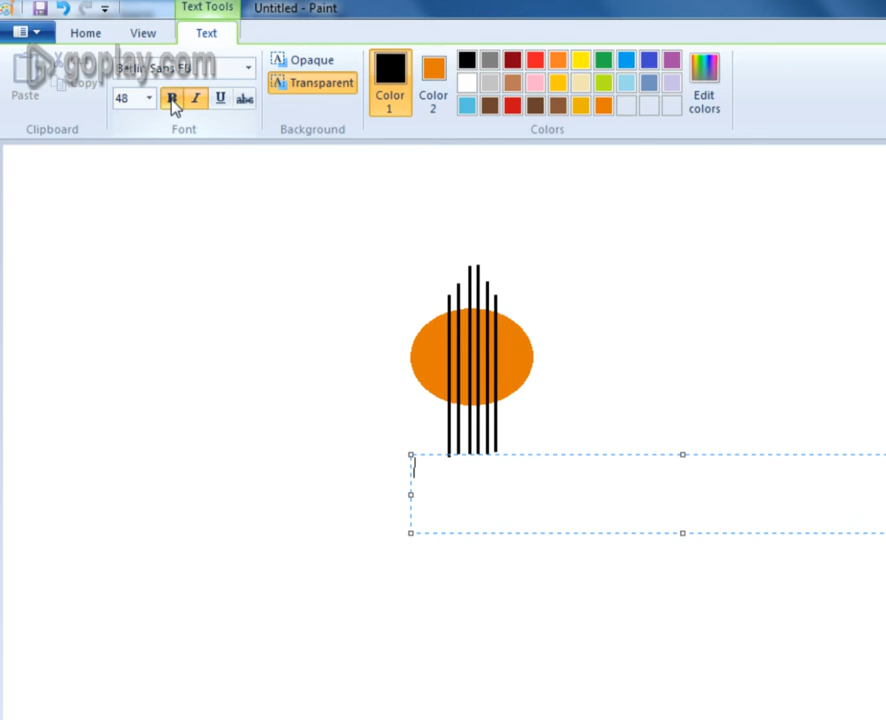 Text Tools
Untitled - Paint
Home
View
Text
goplay.com
Paste
Copy
Berlin Sans FB
48
B
I
U
abc
Clipboard
Font
A Opaque
A Transparent
Background
Color 1
Color 2
Edit colors
Colors